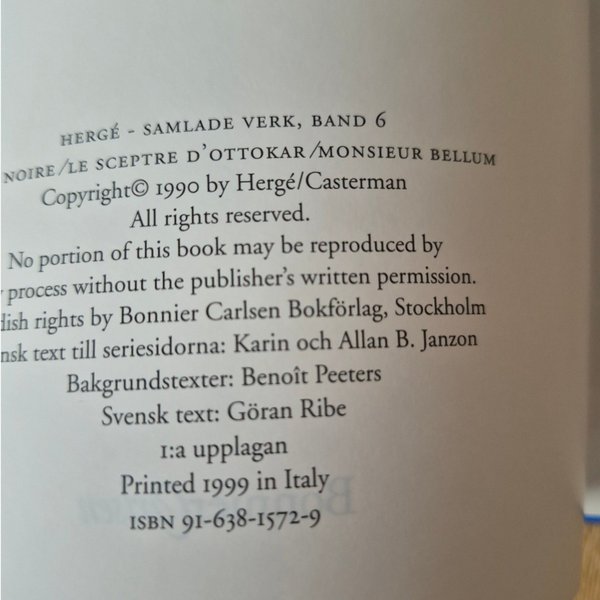 HERGÉ - SAMLADE VERK, BAND 6
NOIRE/LE SCEPTRE D'OTTOKAR/MONSIEUR BELLUM
Copyright© 1990 by Hergé/Casterman
All rights reserved.
No portion of this book may be reproduced by
process without the publisher's written permission.
rights by Bonnier Carlsen Bokförlag, Stockholm
text till seriesidorna: Karin och Allan B. Janzon
Bakgrundstexter: Benoît Peeters
Svensk text: Göran Ribe
1:a upplagan
Printed 1999 in Italy
ISBN 91-638-1572-9